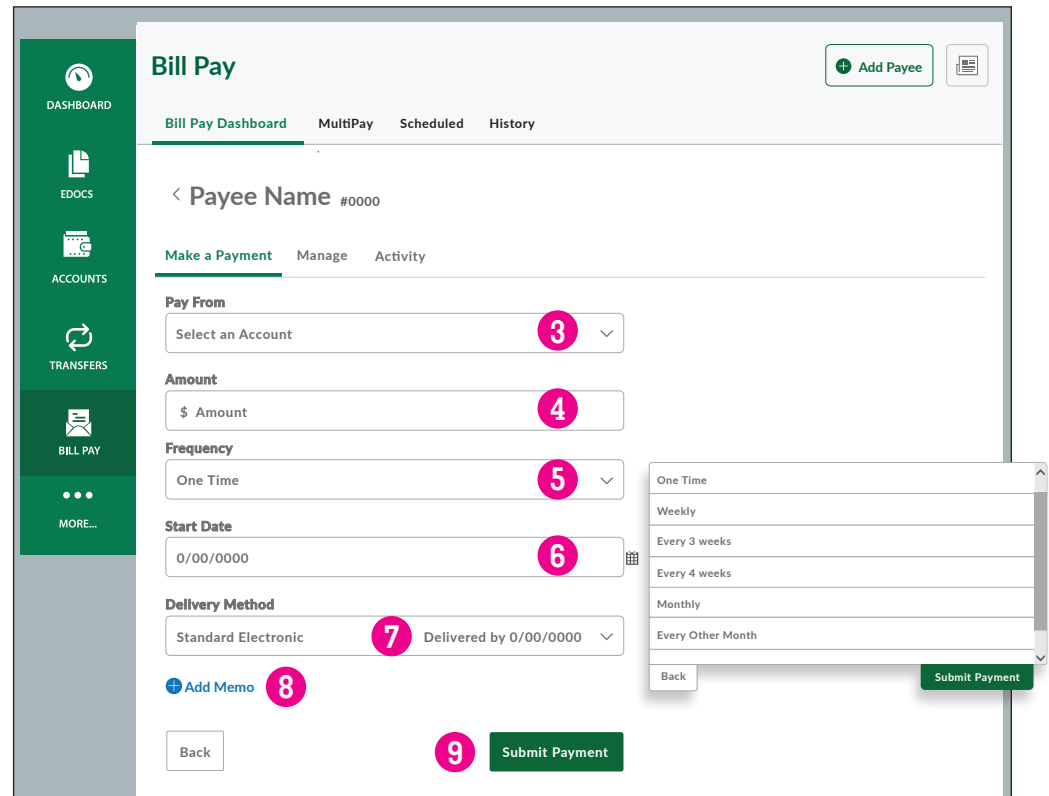 Bill Pay
Add Payee
DASHBOARD
Bill Pay Dashboard MultiPay Scheduled History
EDOCS
< Payee Name #0000
ACCOUNTS
Make a Payment Manage Activity
Pay From
Select an Account 3
TRANSFERS
Amount
$ Amount 4
BILL PAY
Frequency
One Time 5
MORE...
Start Date
0/00/0000 6
Delivery Method
Standard Electronic 7 Delivered by 0/00/0000
Add Memo 8
Back 9 Submit Payment
One Time
Weekly
Every 3 weeks
Every 4 weeks
Monthly
Every Other Month
Back Submit Payment